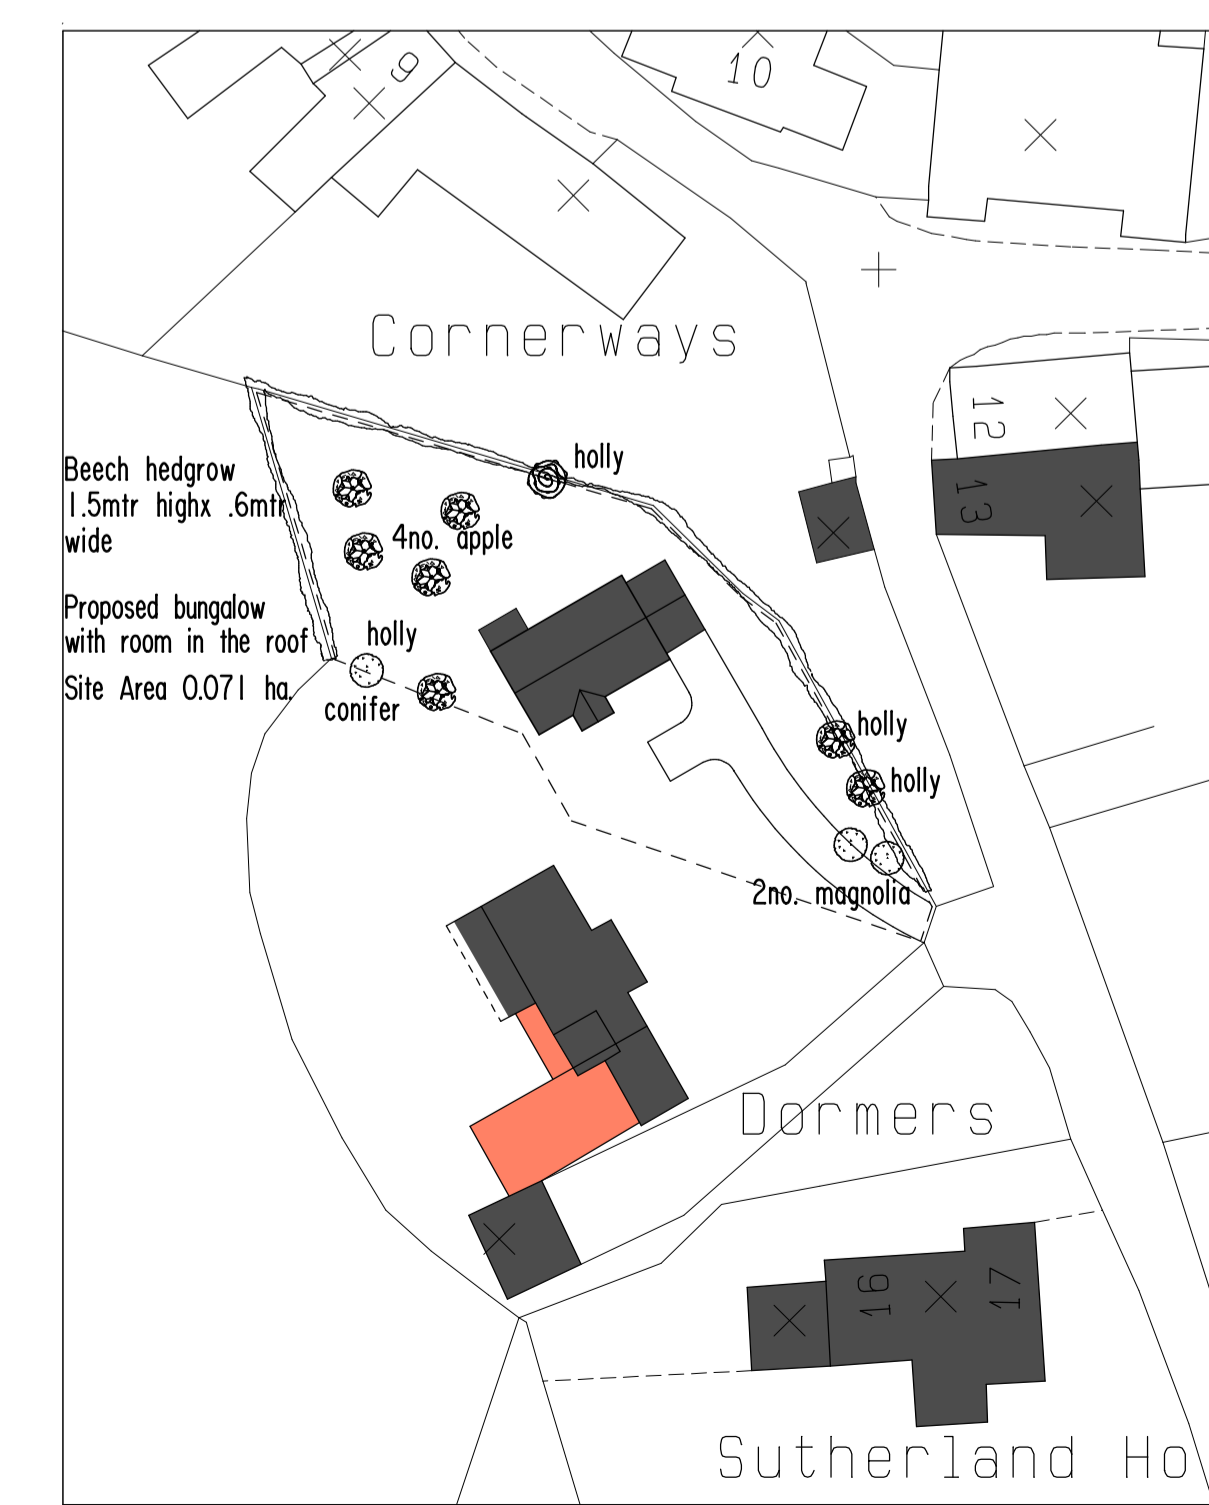 9
10
Cornerways
12
13
Beech hedgrow
1.5mtr highx .6mtr
wide
holly
4no. apple
Proposed bungalow
with room in the roof
Site Area 0.071 ha.
holly
conifer
holly
holly
2no. magnolia
Dormers
16
17
Sutherland Ho